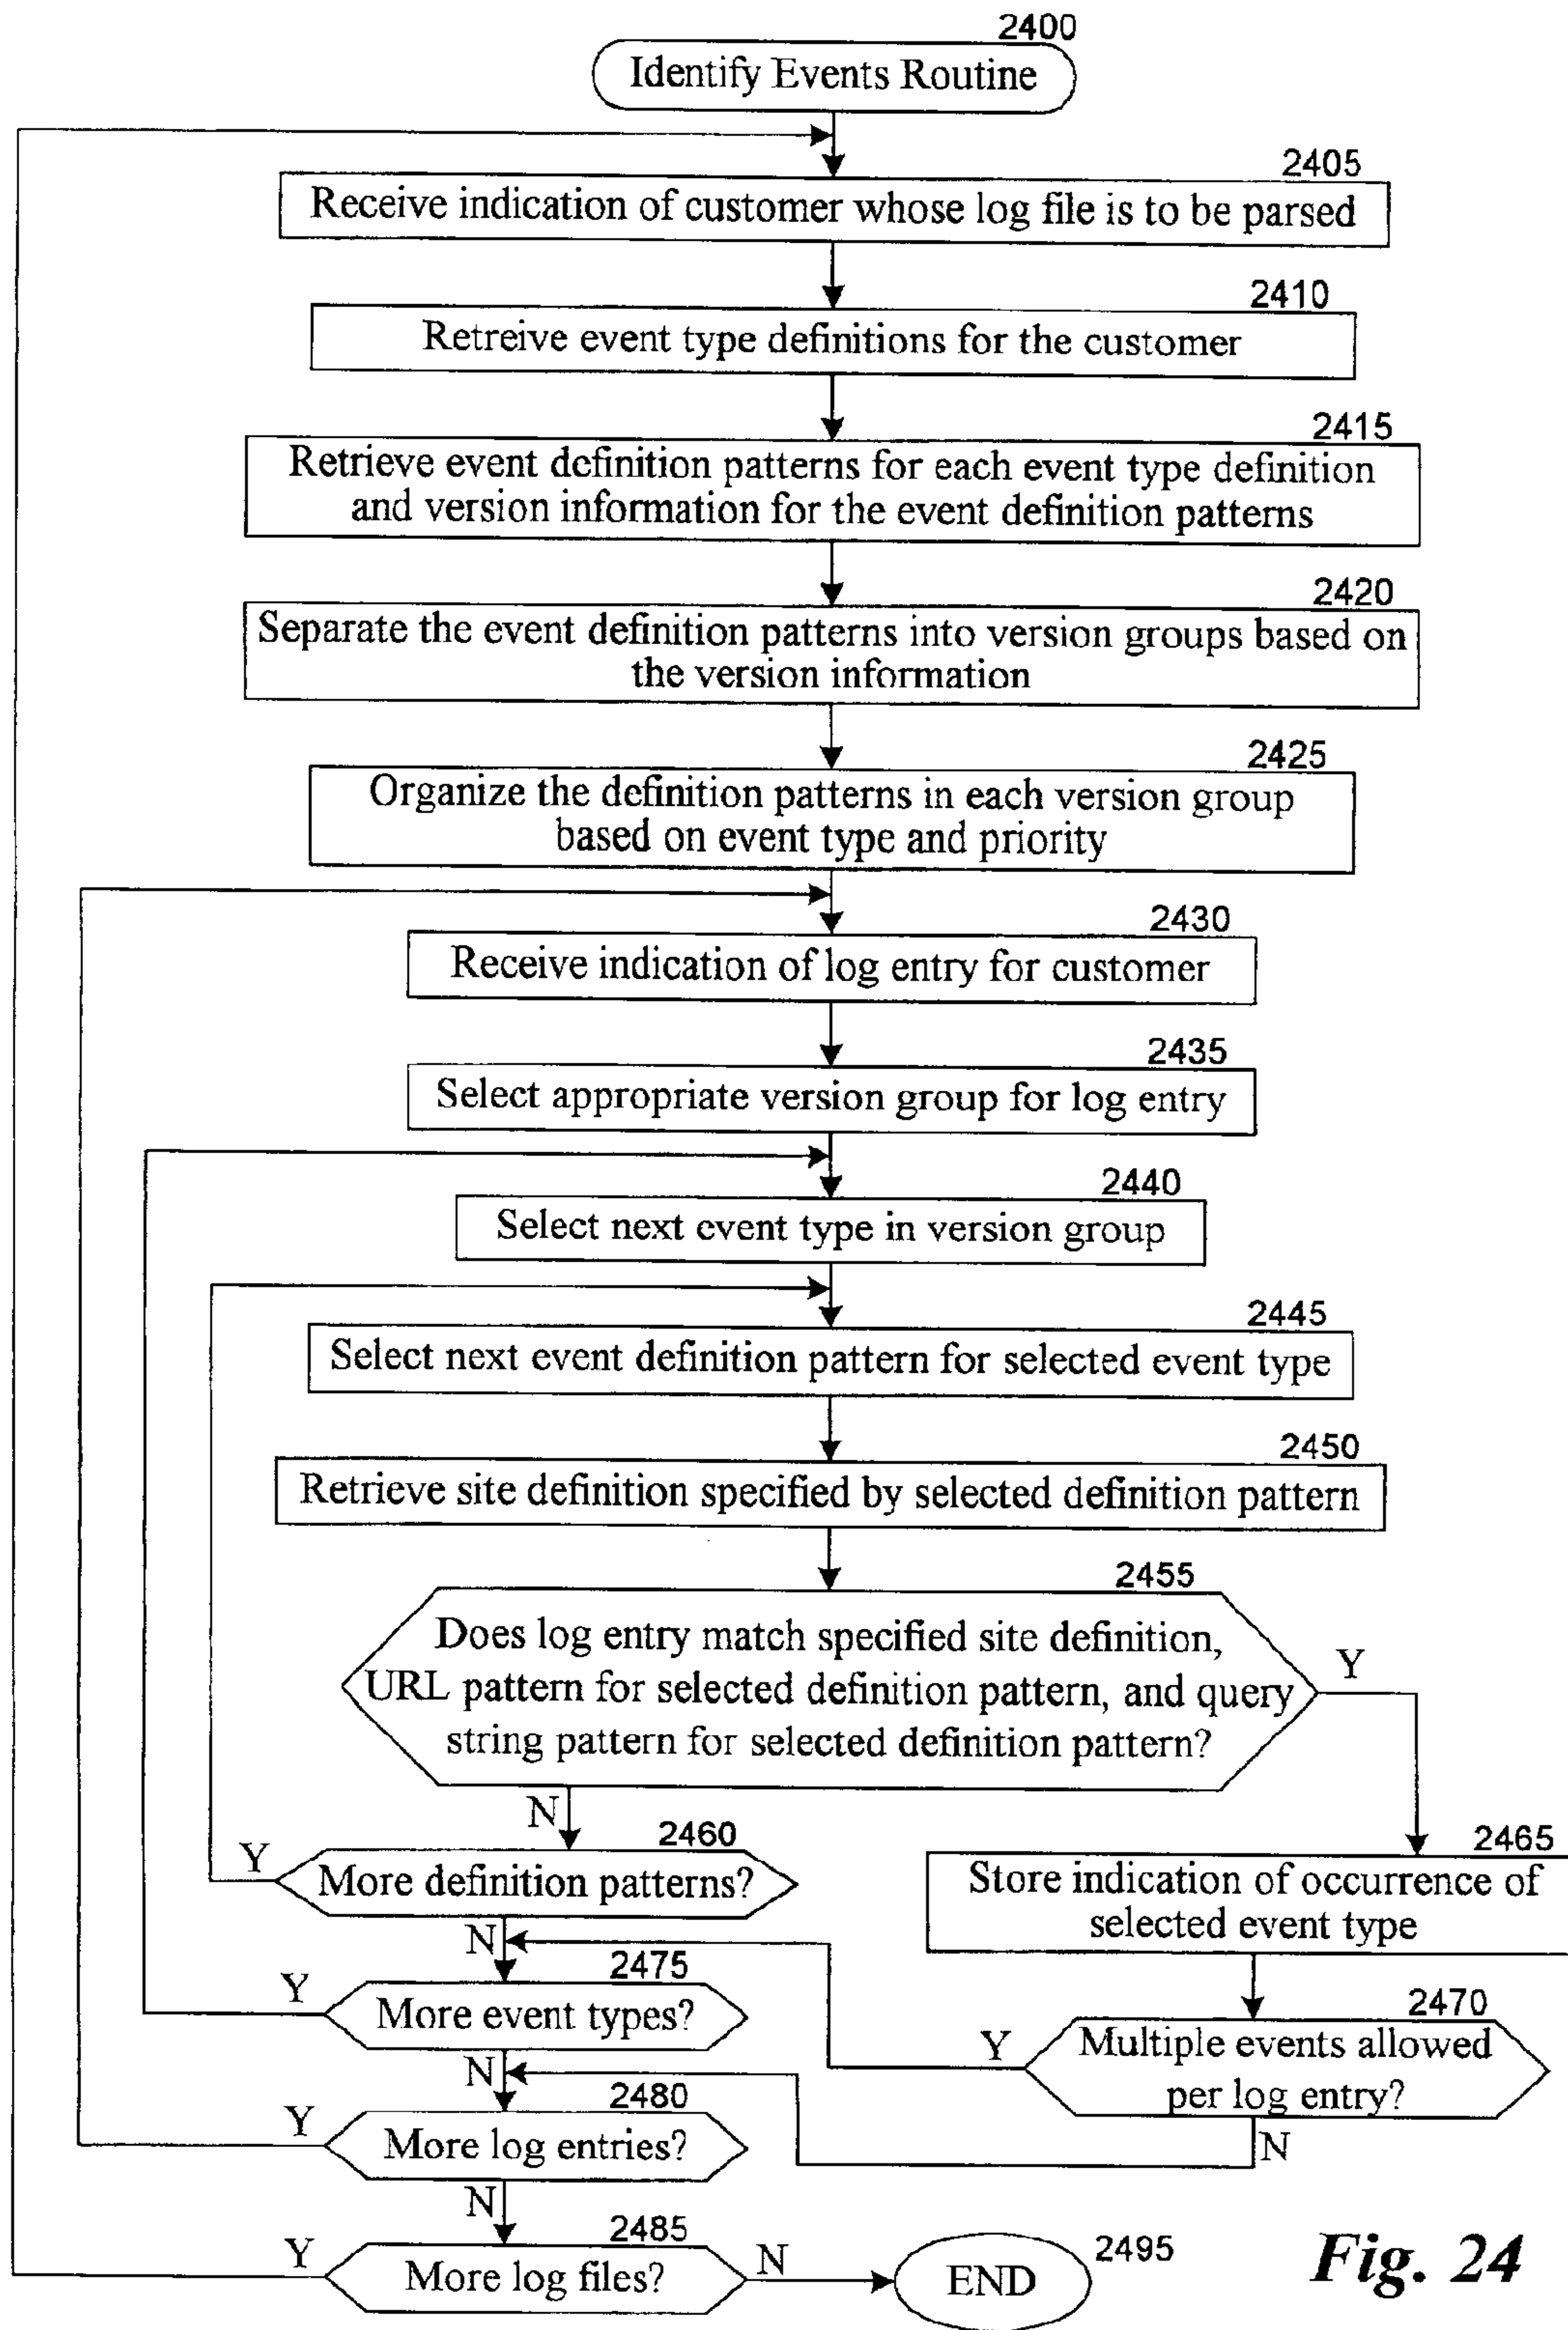 2400
Identify Events Routine
2405
Receive indication of customer whose log file is to be parsed
2410
Retreive event type definitions for the customer
2415
Retrieve event definition patterns for each event type definition
and version information for the event definition patterns
2420
Separate the event definition patterns into version groups based on
the version information
2425
Organize the definition patterns in each version group
based on event type and priority
2430
Receive indication of log entry for customer
2435
Select appropriate version group for log entry
2440
Select next event type in version group
2445
Select next event definition pattern for selected event type
2450
Retrieve site definition specified by selected definition pattern
2455
Does log entry match specified site definition,
URL pattern for selected definition pattern, and query
string pattern for selected definition pattern?
Y
N
2460
Y
More definition patterns?
2465
Store indication of occurrence of
selected event type
N
2475
Y
More event types?
2470
Y
Multiple events allowed
per log entry?
N
2480
Y
More log entries?
N
N
2485
Y
More log files?
N
END
2495
Fig. 24